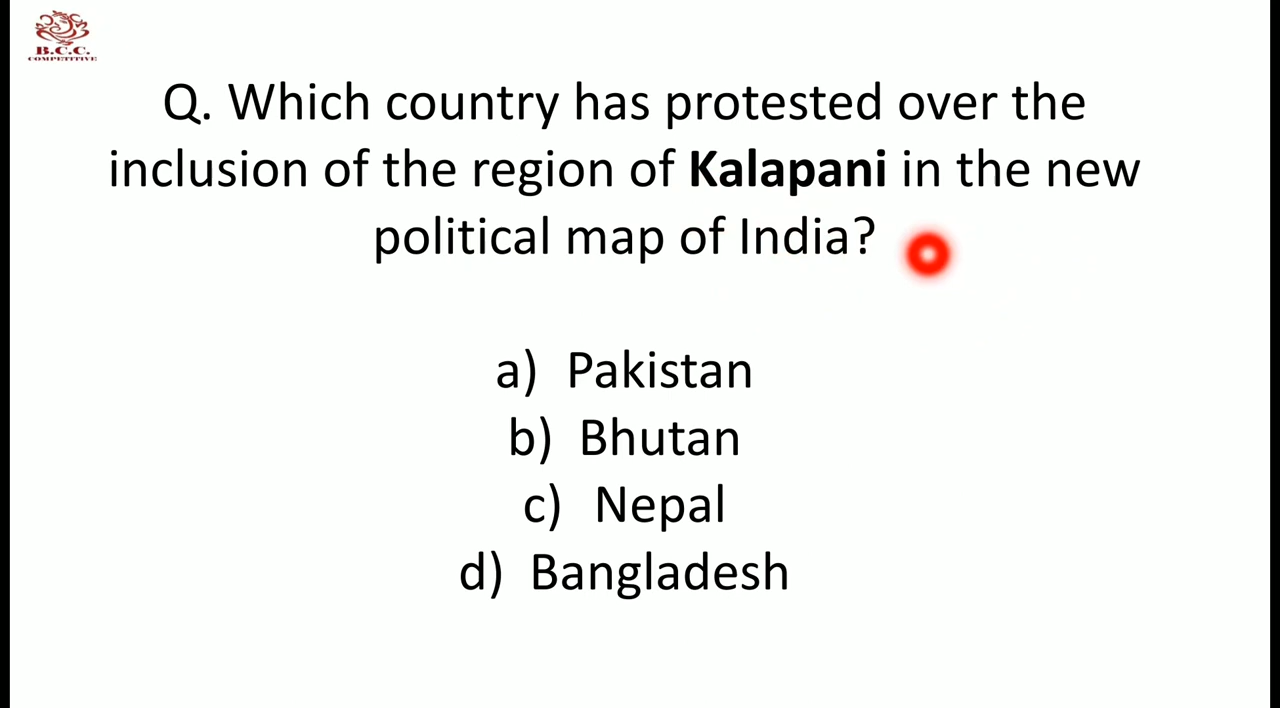 B.C.C.
COMPETITIVE
Q. Which country has protested over the
inclusion of the region of Kalapani in the new
political map of India?
a) Pakistan
b) Bhutan
c) Nepal
d) Bangladesh